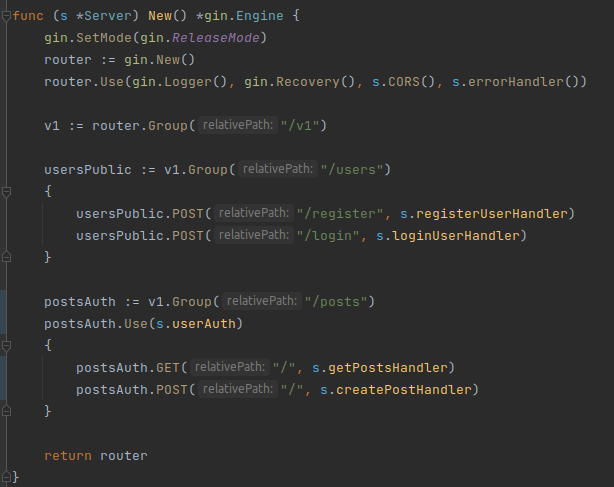 func (s *Server) New() *gin.Engine {
gin.SetMode(gin.ReleaseMode)
router := gin.New()
router.Use(gin.Logger(), gin.Recovery(), s.CORS(), s.errorHandler())
v1 := router.Group( relativePath: "/v1")
usersPublic := v1.Group( relativePath: "/users")
{
usersPublic.POST( relativePath: "/register", s.registerUserHandler)
usersPublic.POST( relativePath: "/login", s.loginUserHandler)
}
postsAuth := v1.Group( relativePath: "/posts")
postsAuth.Use(s.userAuth)
{
postsAuth.GET( relativePath: "/", s.getPostsHandler)
postsAuth.POST( relativePath: "/", s.createPostHandler)
}
return router
}